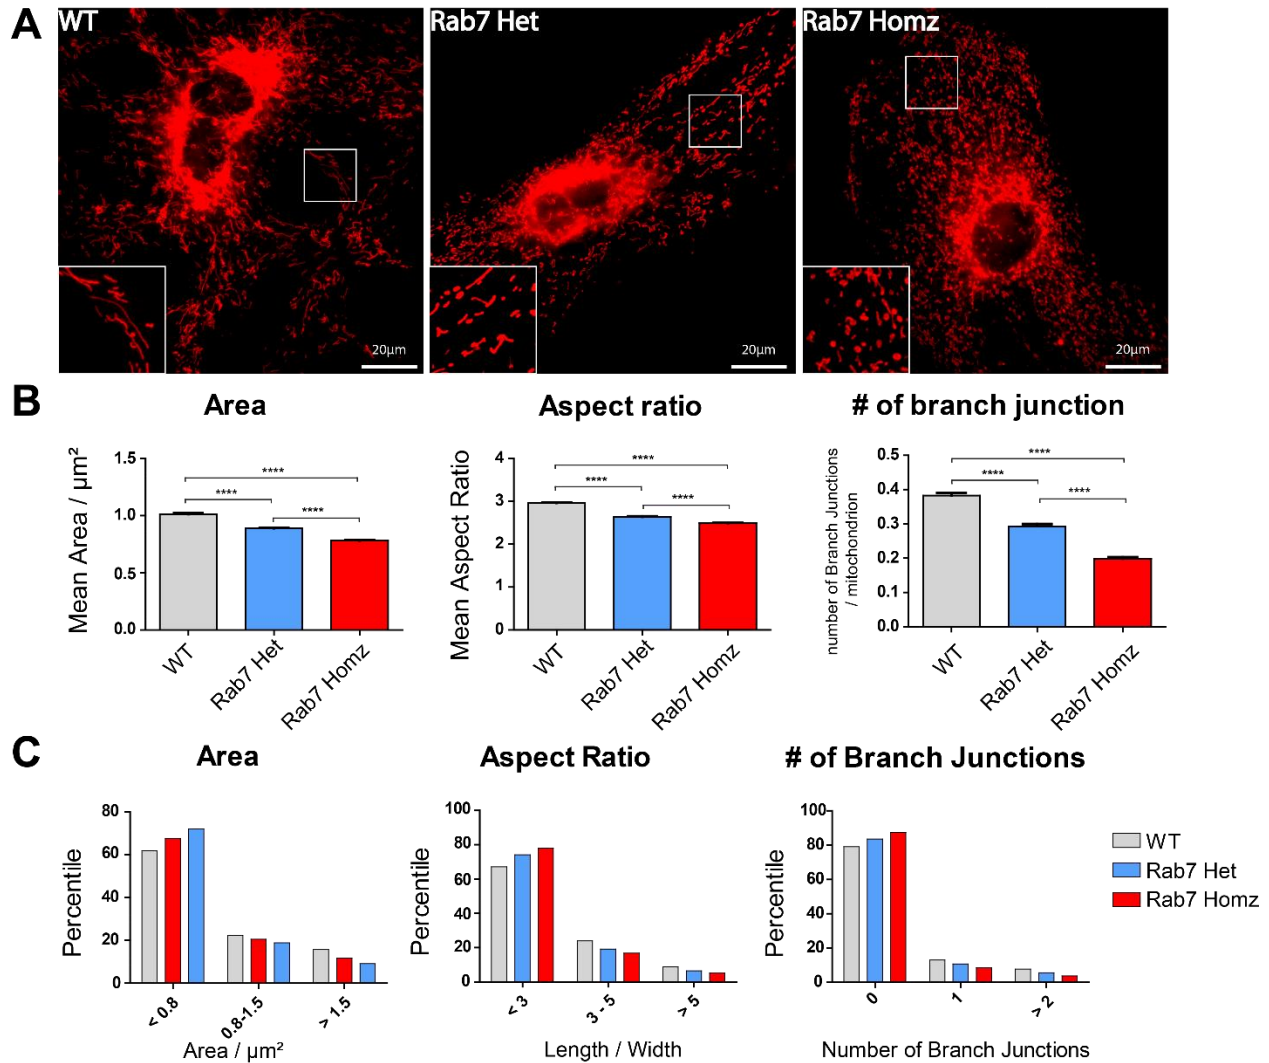 A
WT
Rab7 Het
Rab7 Homz
20µm
20µm
20µm
B
Area
Aspect ratio
# of branch junction
Mean Area / µm²
1.5
1.0
0.5
0.0
****
****
****
WT
Rab7 Het
Rab7 Homz
Mean Aspect Ratio
4
3
2
1
0
****
****
****
WT
Rab7 Het
Rab7 Homz
number of Branch Junctions
/ mitochondrion
0.5
0.4
0.3
0.2
0.1
0.0
****
****
****
WT
Rab7 Het
Rab7 Homz
C
Area
Aspect Ratio
# of Branch Junctions
Percentile
80
60
40
20
0
< 0.8
0.8-1.5
> 1.5
Area / µm²
Percentile
100
80
60
40
20
0
< 3
3 - 5
> 5
Length / Width
Percentile
100
80
60
40
20
0
0
1
> 2
Number of Branch Junctions
WT
Rab7 Het
Rab7 Homz